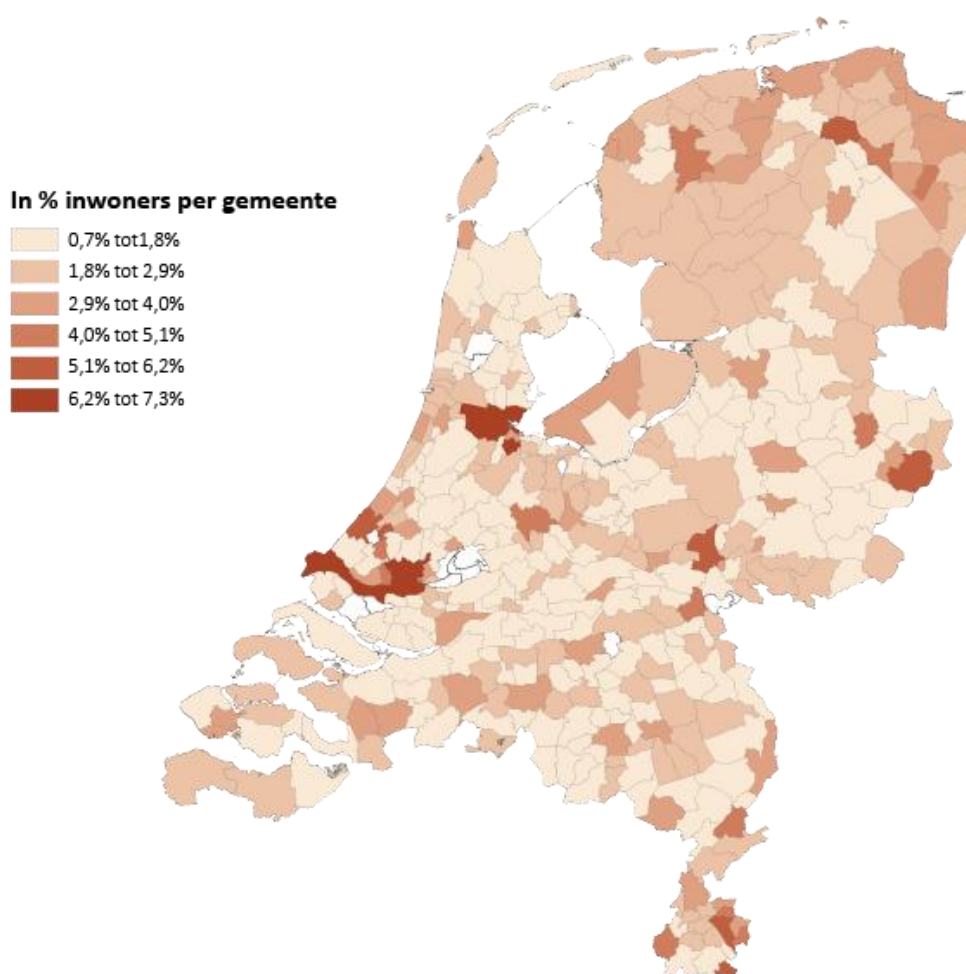 In % inwoners per gemeente
0,7% tot1,8%
1,8% tot 2,9%
2,9% tot 4,0%
4,0% tot 5,1%
5,1% tot 6,2%
6,2% tot 7,3%